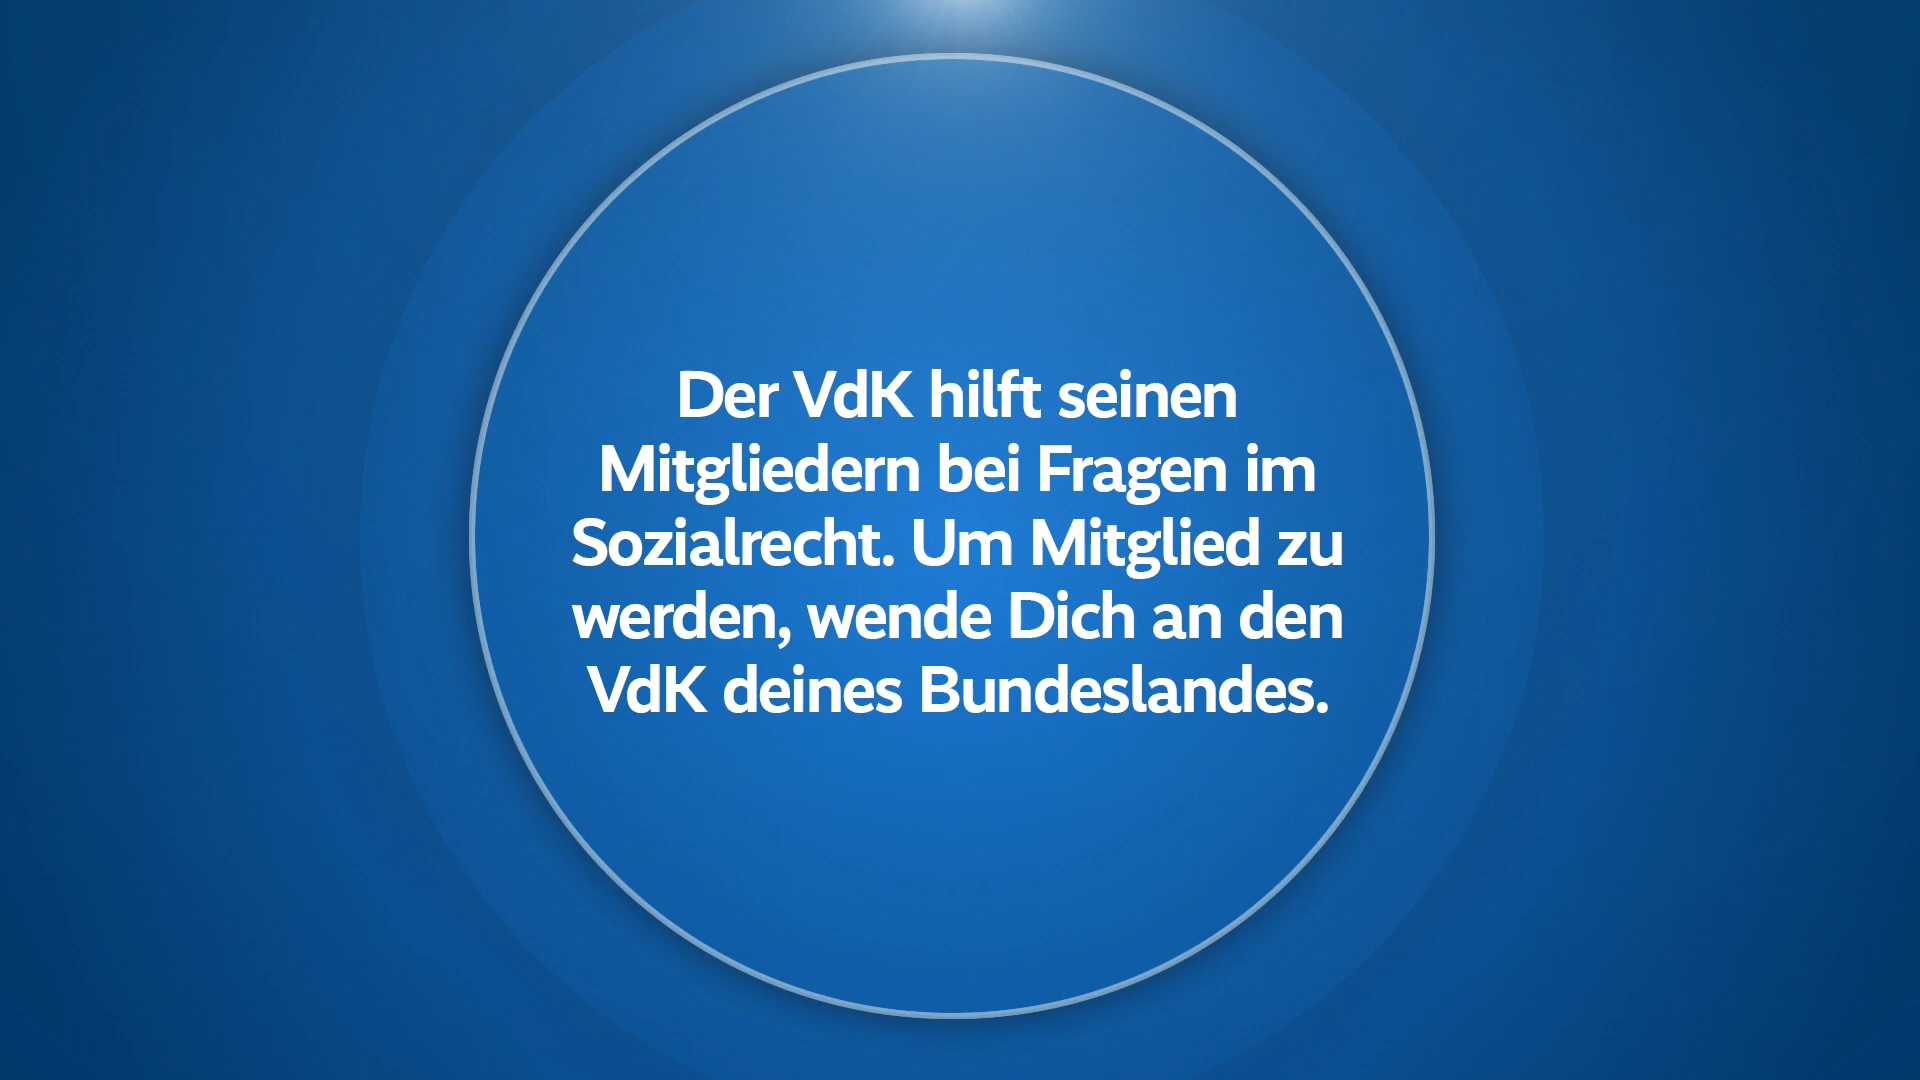 Der VdK hilft seinen
Mitgliedern bei Fragen im
Sozialrecht. Um Mitglied zu
werden, wende Dich an den
VdK deines Bundeslandes.